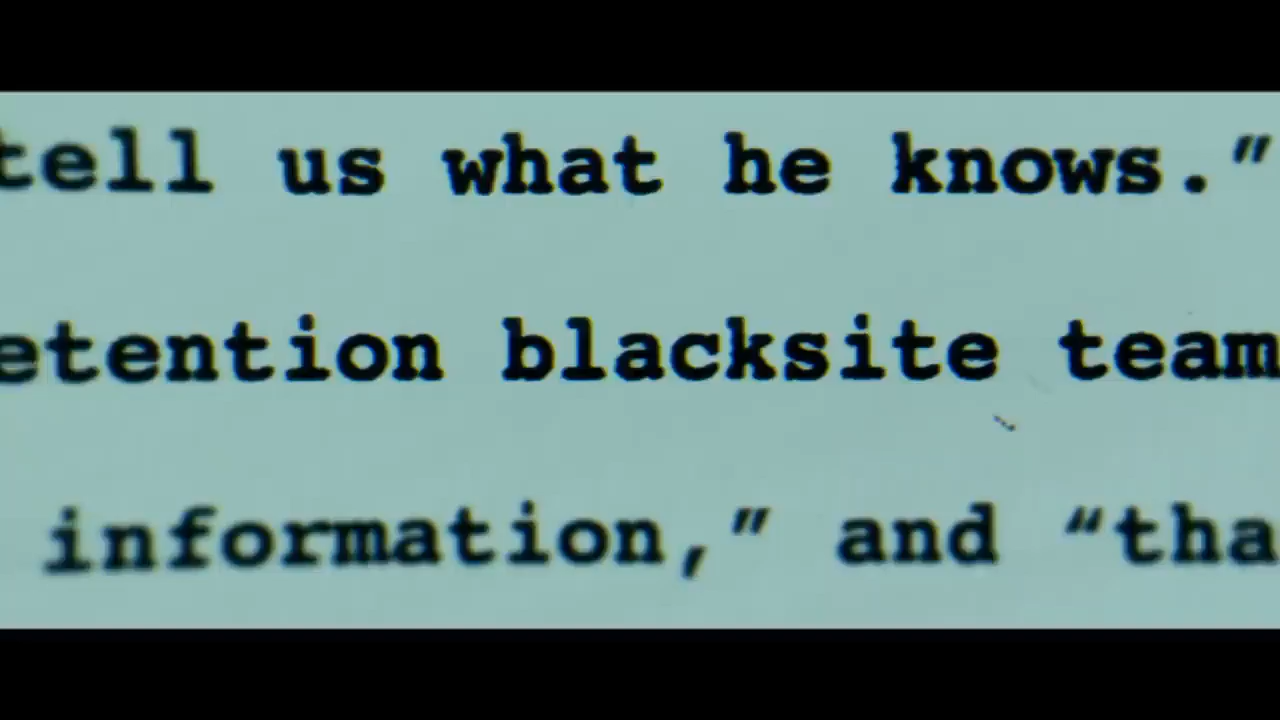 tell us what he knows.”
etention blacksite team
information,” and “tha